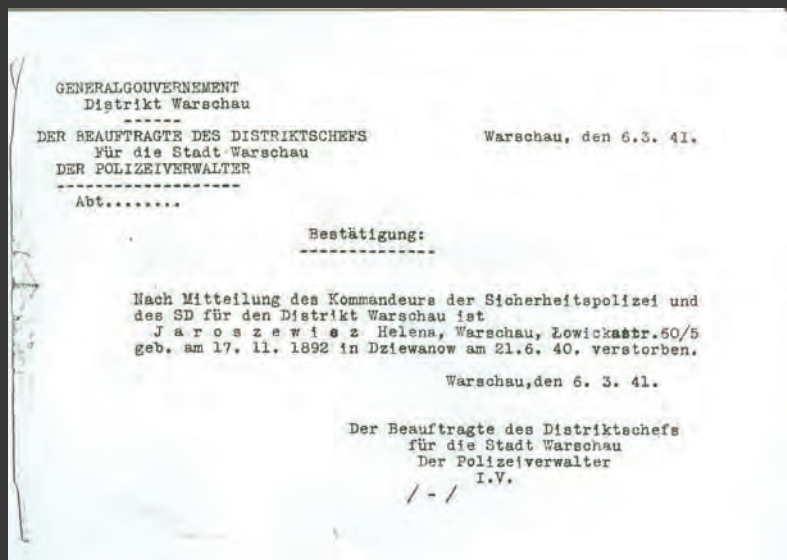 GENERALGOUVERNEMENT
Distrikt Warschau
------
DER BEAUFTRAGTE DES DISTRIKTSCHEFS
Für die Stadt Warschau
DER POLIZEIVERWALTER
-------------------
Abt........
Warschau, den 6.3. 41.
Bestätigung:
--------------
Nach Mitteilung des Kommandeurs der Sicherheitspolizei und
des SD für den Distrikt Warschau ist
J a r o s z e w i e z Helena, Warschau, Łowickastr.60/5
geb. am 17. 11. 1892 in Dziewanow am 21.6. 40. verstorben.
Warschau,den 6. 3. 41.
Der Beauftragte des Distriktschefs
für die Stadt Warschau
Der Polizeiverwalter
I.V.
/ - /